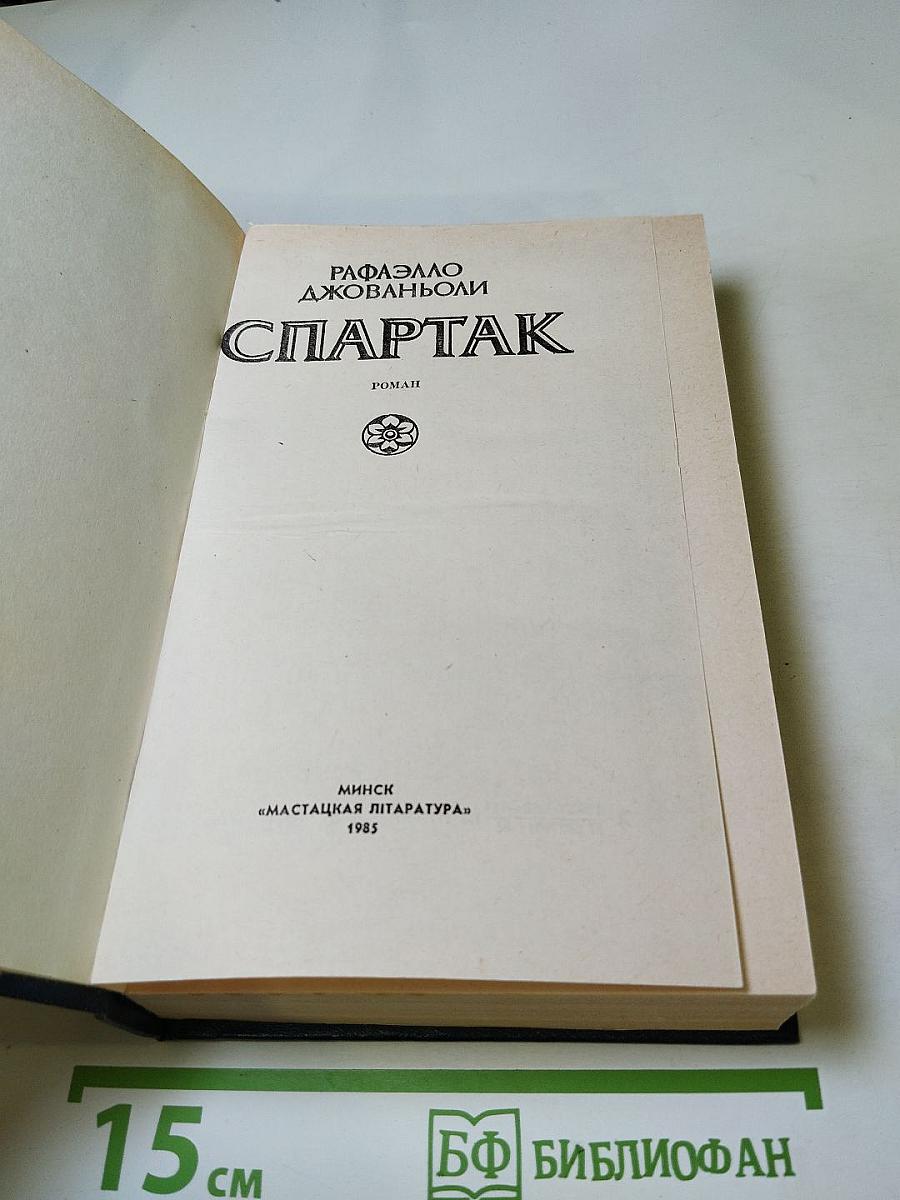 РАФАЭЛЛО
ДЖОВАНЬОЛИ
СПАРТАК
РОМАН
МИНСК
«МАСТАЦКАЯ ЛІТАРАТУРА»
1985
15 см
БФ БИБЛИОФАН